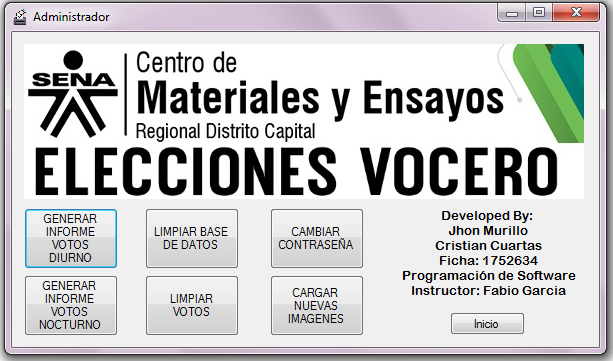 Administrador
SENA
Centro de
Materiales y Ensayos
Regional Distrito Capital
ELECCIONES VOCERO
GENERAR
INFORME
VOTOS
DIURNO
LIMPIAR BASE
DE DATOS
CAMBIAR
CONTRASEÑA
GENERAR
INFORME
VOTOS
NOCTURNO
LIMPIAR
VOTOS
CARGAR
NUEVAS
IMAGENES
Developed By:
Jhon Murillo
Cristian Cuartas
Ficha: 1752634
Programación de Software
Instructor: Fabio Garcia
Inicio